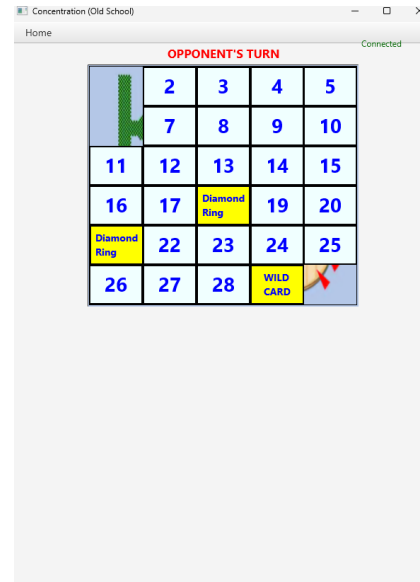 Concentration (Old School)
Home
Connected
OPPONENT'S TURN
2 3 4 5
7 8 9 10
11 12 13 14 15
16 17 Diamond Ring 19 20
Diamond Ring 22 23 24 25
26 27 28 WILD CARD